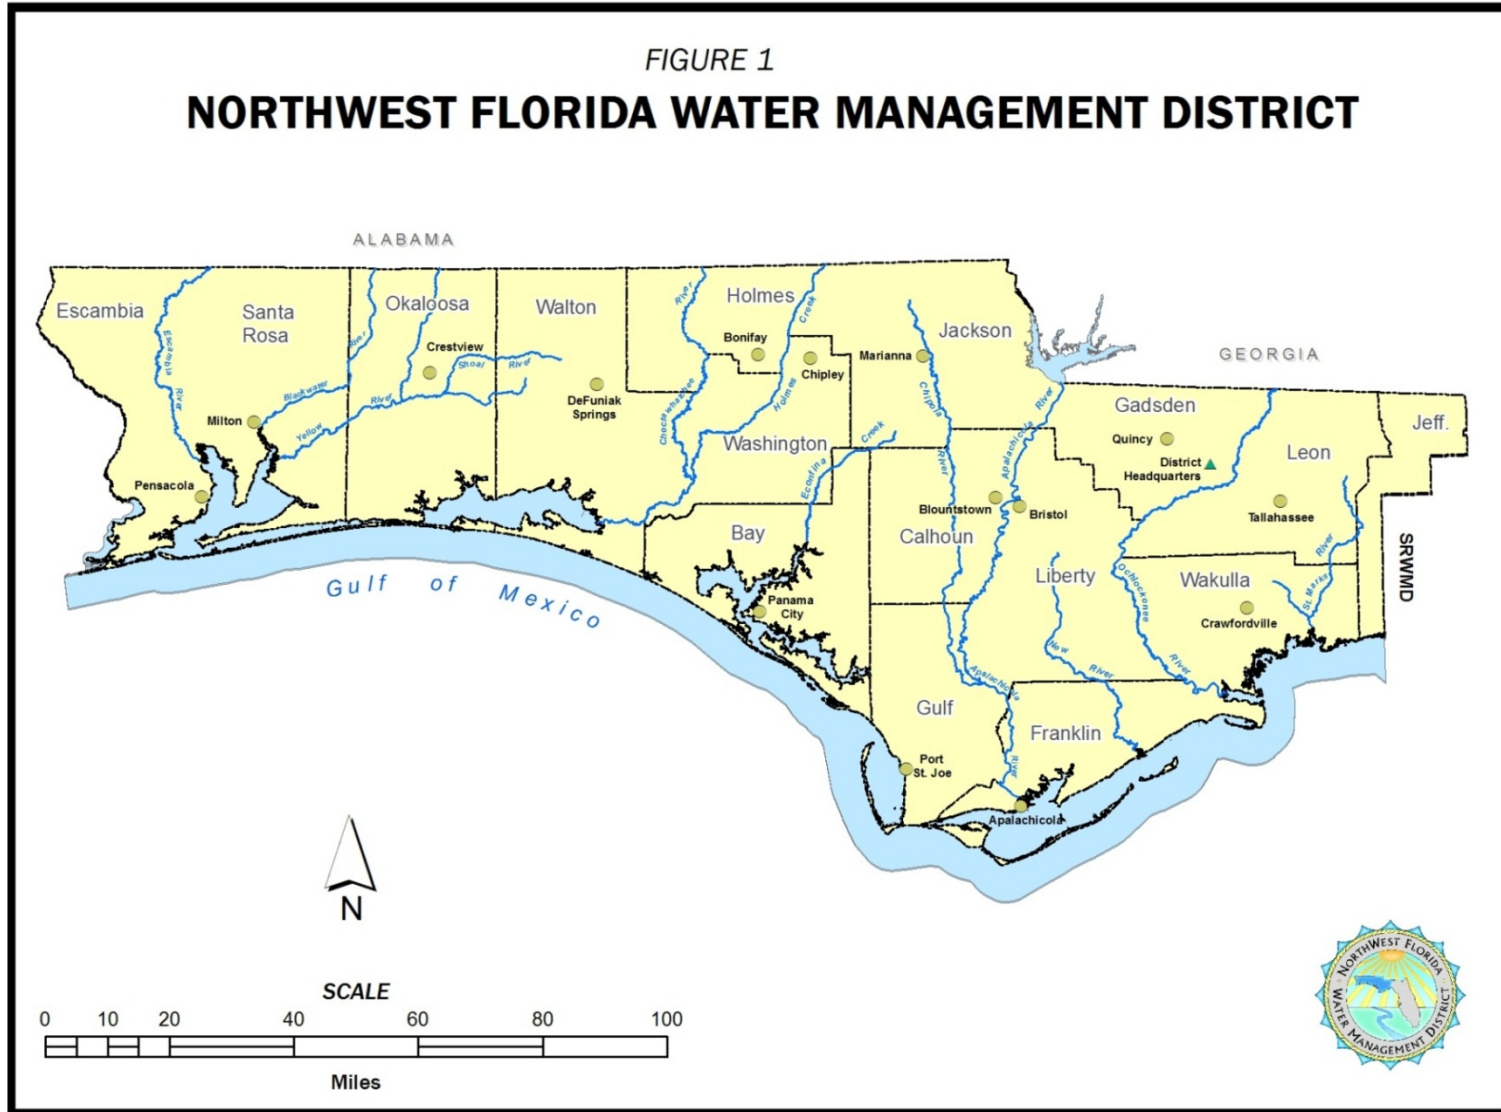 FIGURE 1
NORTHWEST FLORIDA WATER MANAGEMENT DISTRICT
ALABAMA
GEORGIA
Escambia
Santa
Rosa
Okaloosa
Walton
Holmes
Jackson
Washington
Bay
Calhoun
Gulf
Liberty
Franklin
Gadsden
Leon
Wakulla
Jeff.
Escambia River
Blackwater River
Yellow River
Shoal River
Choctawhatchee River
Holmes Creek
Econfina Creek
Chipola River
Apalachicola River
Apalachicola River
New River
Ochlockonee River
St. Marks River
Pensacola
Milton
Crestview
DeFuniak
Springs
Bonifay
Chipley
Marianna
Panama
City
Blountstown
Bristol
Port
St. Joe
Apalachicola
Quincy
District
Headquarters
Tallahassee
Crawfordville
SRWMD
Gulf of Mexico
N
SCALE
0 10 20 40 60 80 100
Miles
NORTHWEST FLORIDA
WATER MANAGEMENT DISTRICT